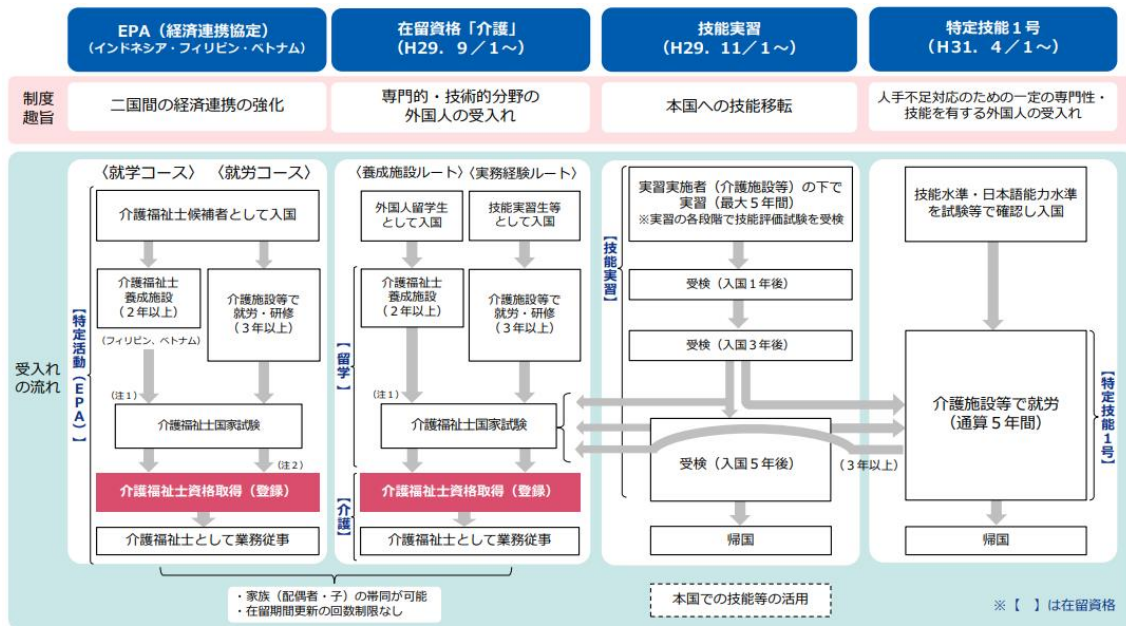 EPA（経済連携協定）
（インドネシア・フィリピン・ベトナム）
在留資格「介護」
（H29．9／1～）
技能実習
（H29．11／1～）
特定技能１号
（H31．4／1～）
制度
趣旨
二国間の経済連携の強化
専門的・技術的分野の
外国人の受入れ
本国への技能移転
人手不足対応のための一定の専門性・
技能を有する外国人の受入れ
受入れ
の流れ
〈就学コース〉
〈就労コース〉
介護福祉士候補者として入国
介護福祉士
養成施設
（２年以上）
介護施設等で
就労・研修
（３年以上）
（フィリピン、ベトナム）
【特定活動（EPA）】
（注１）
介護福祉士国家試験
（注２）
介護福祉士資格取得（登録）
介護福祉士として業務従事
〈養成施設ルート〉
〈実務経験ルート〉
外国人留学生
として入国
技能実習生等
として入国
介護福祉士
養成施設
（２年以上）
介護施設等で
就労・研修
（３年以上）
【留学】
（注１）
介護福祉士国家試験
介護福祉士資格取得（登録）
【介護】
介護福祉士として業務従事
・家族（配偶者・子）の帯同が可能
・在留期間更新の回数制限なし
実習実施者（介護施設等）の下で
実習（最大５年間）
※実習の各段階で技能評価試験を受検
【技能実習】
受検（入国１年後）
受検（入国３年後）
受検（入国５年後）
帰国
本国での技能等の活用
技能水準・日本語能力水準
を試験等で確認し入国
介護施設等で就労
（通算５年間）
【特定技能１号】
（３年以上）
帰国
※【　】は在留資格